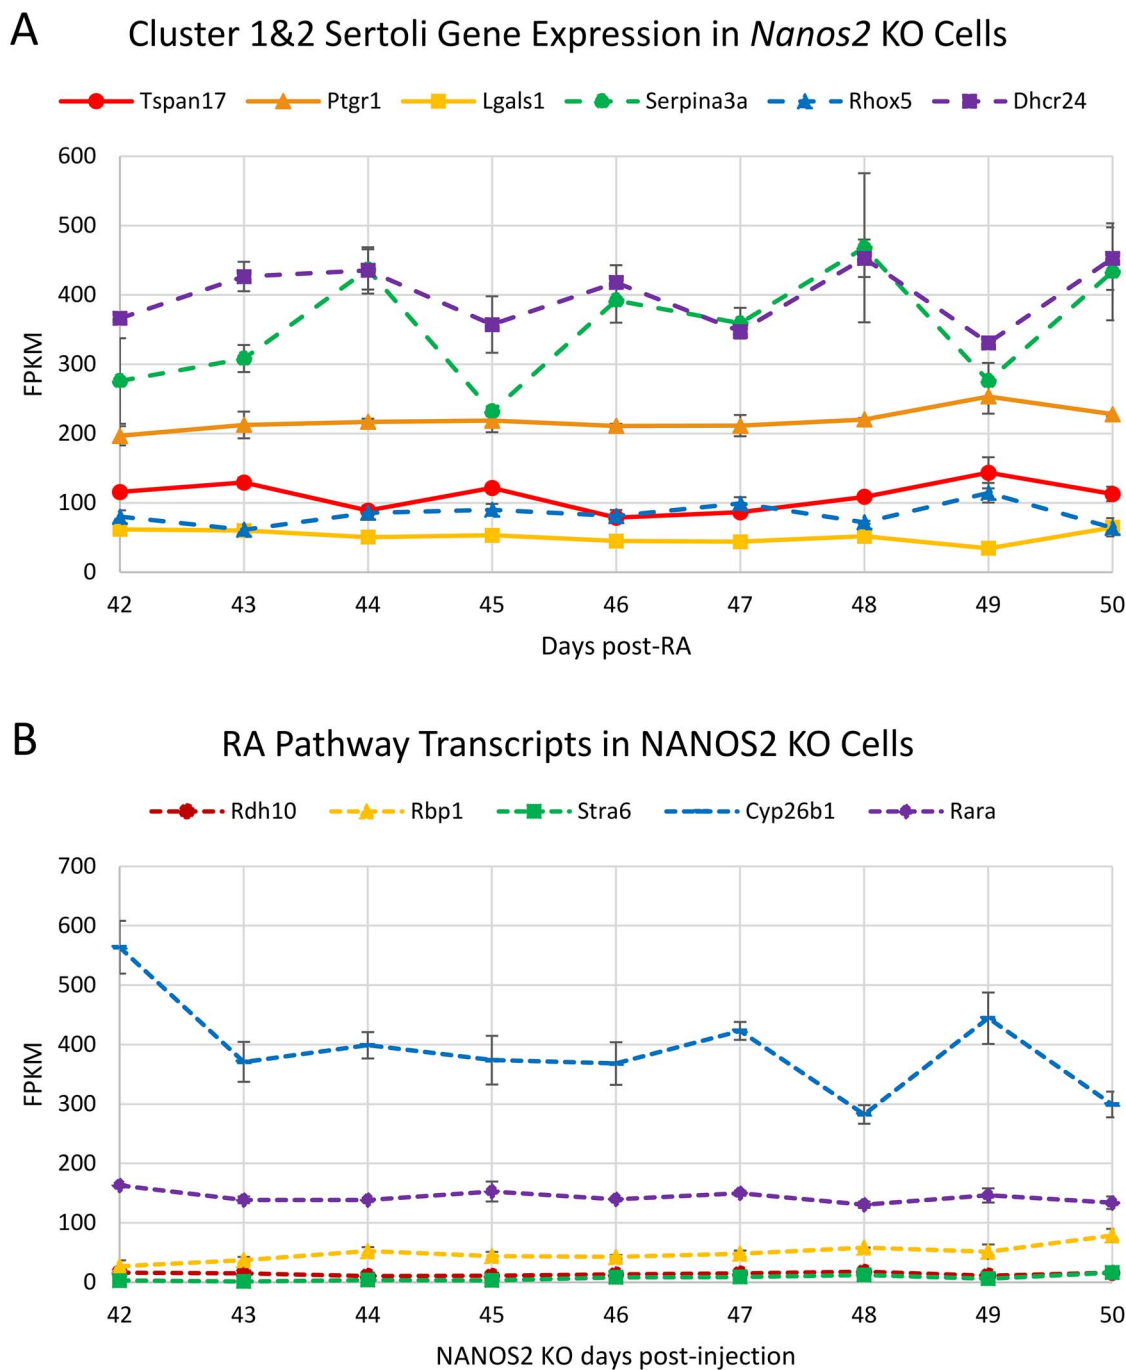 A
Cluster 1&2 Sertoli Gene Expression in Nanos2 KO Cells
Tspan17 Ptgr1 Lgals1 Serpina3a Rhox5 Dhcr24
600
500
400
300
200
100
0
FPKM
42 43 44 45 46 47 48 49 50
Days post-RA
B
RA Pathway Transcripts in NANOS2 KO Cells
Rdh10 Rbp1 Stra6 Cyp26b1 Rara
700
600
500
400
300
200
100
0
FPKM
42 43 44 45 46 47 48 49 50
NANOS2 KO days post-injection